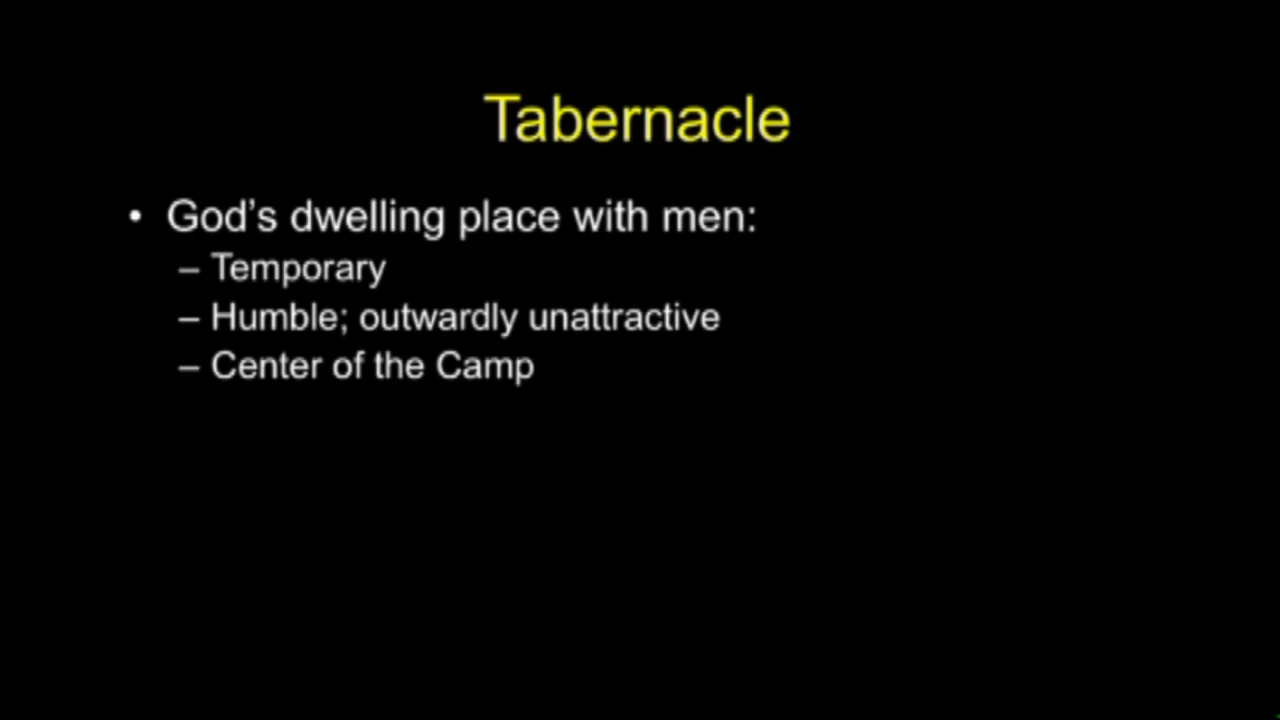 Tabernacle
• God’s dwelling place with men:
– Temporary
– Humble; outwardly unattractive
– Center of the Camp